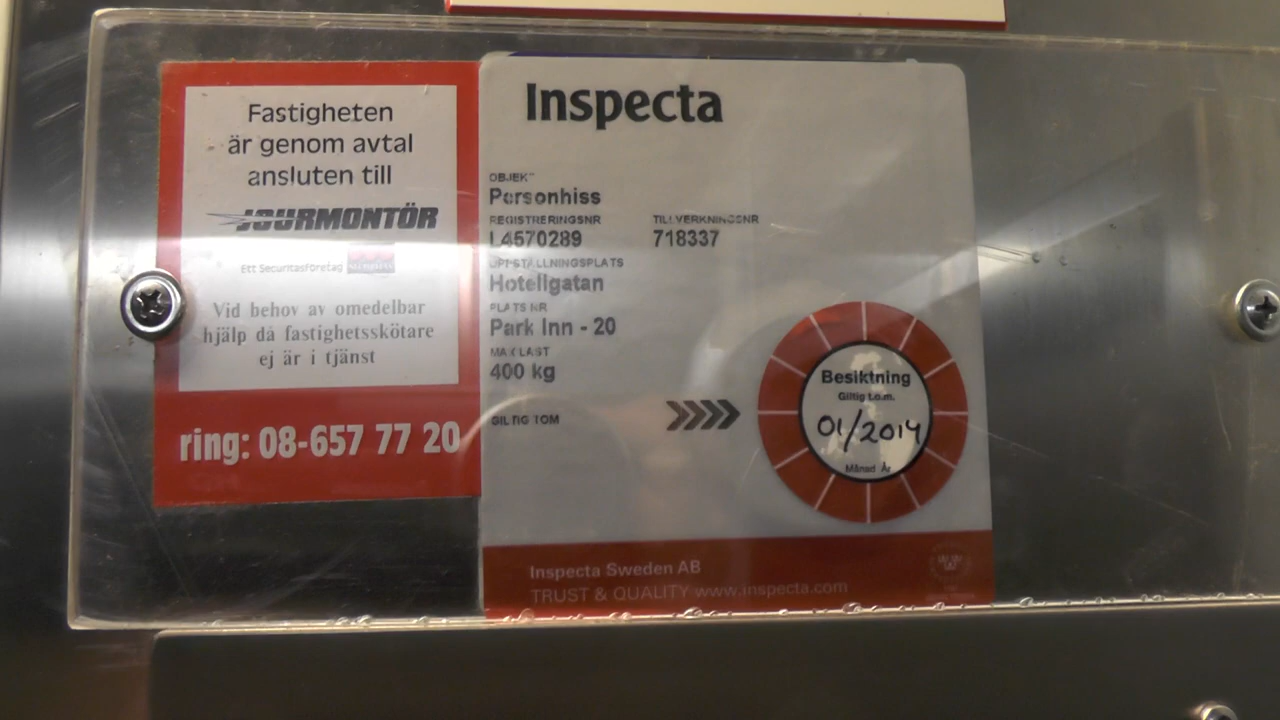 Fastigheten
är genom avtal
ansluten till
JOURMONTÖR
Ett Securitasföretag
Vid behov av omedelbar
hjälp då fastighetsskötare
ej är i tjänst
ring: 08-657 77 20
Inspecta
OBJEKT
Personhiss
REGISTRERINGSNR TILLVERKNINGSNR
L4570289 718337
UPPSTÄLLNINGSPLATS
Hotellgatan
PLATS NR
Park Inn - 20
MAX LAST
400 kg
GILTIG TOM
Besiktning
Giltig t.o.m.
01/2014
Månad År
Inspecta Sweden AB
TRUST & QUALITY www.inspecta.com